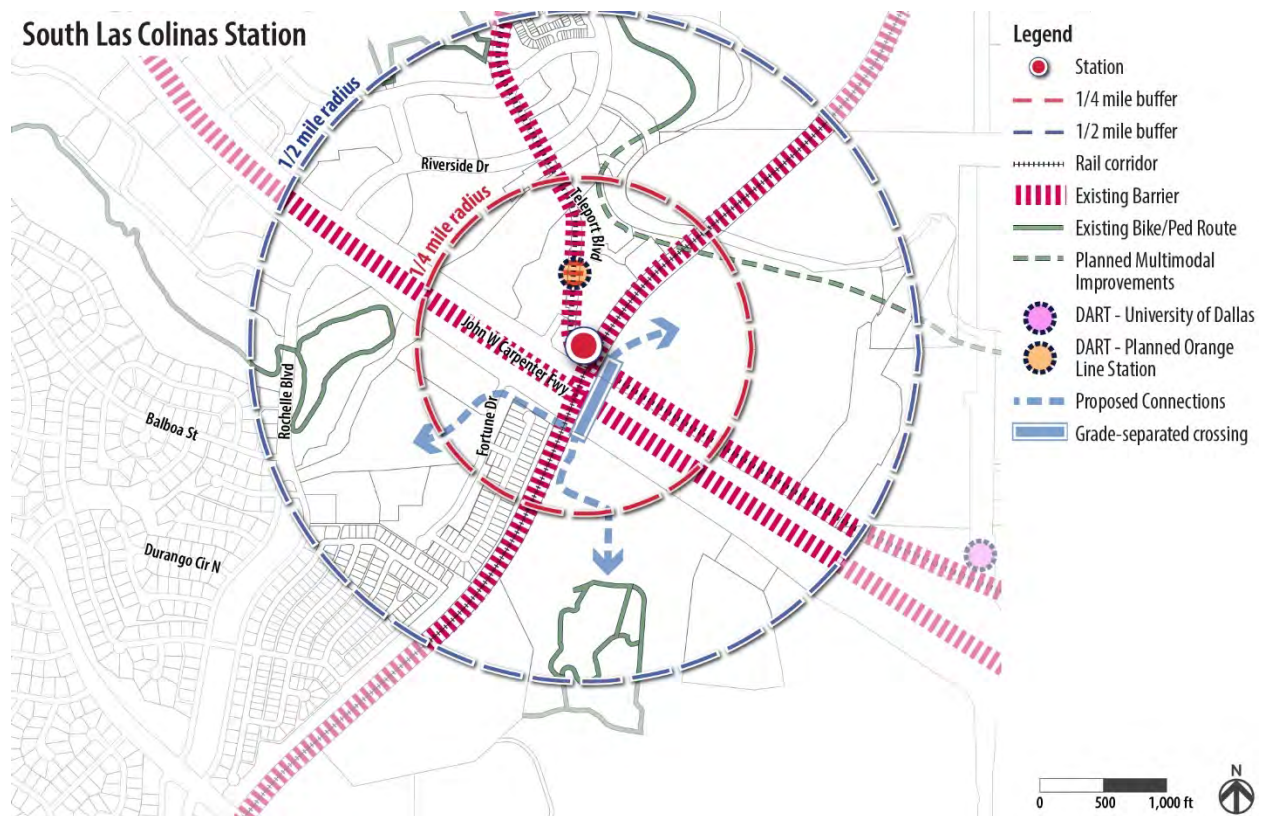 South Las Colinas Station
1/2 mile radius
Riverside Dr
1/4 mile radius
Teleport Blvd
John W Carpenter Fwy
Rochelle Blvd
Fortune Dr
Balboa St
Durango Cir N
Legend
Station
1/4 mile buffer
1/2 mile buffer
Rail corridor
Existing Barrier
Existing Bike/Ped Route
Planned Multimodal
Improvements
DART - University of Dallas
DART - Planned Orange
Line Station
Proposed Connections
Grade-separated crossing
N
0 500 1,000 ft